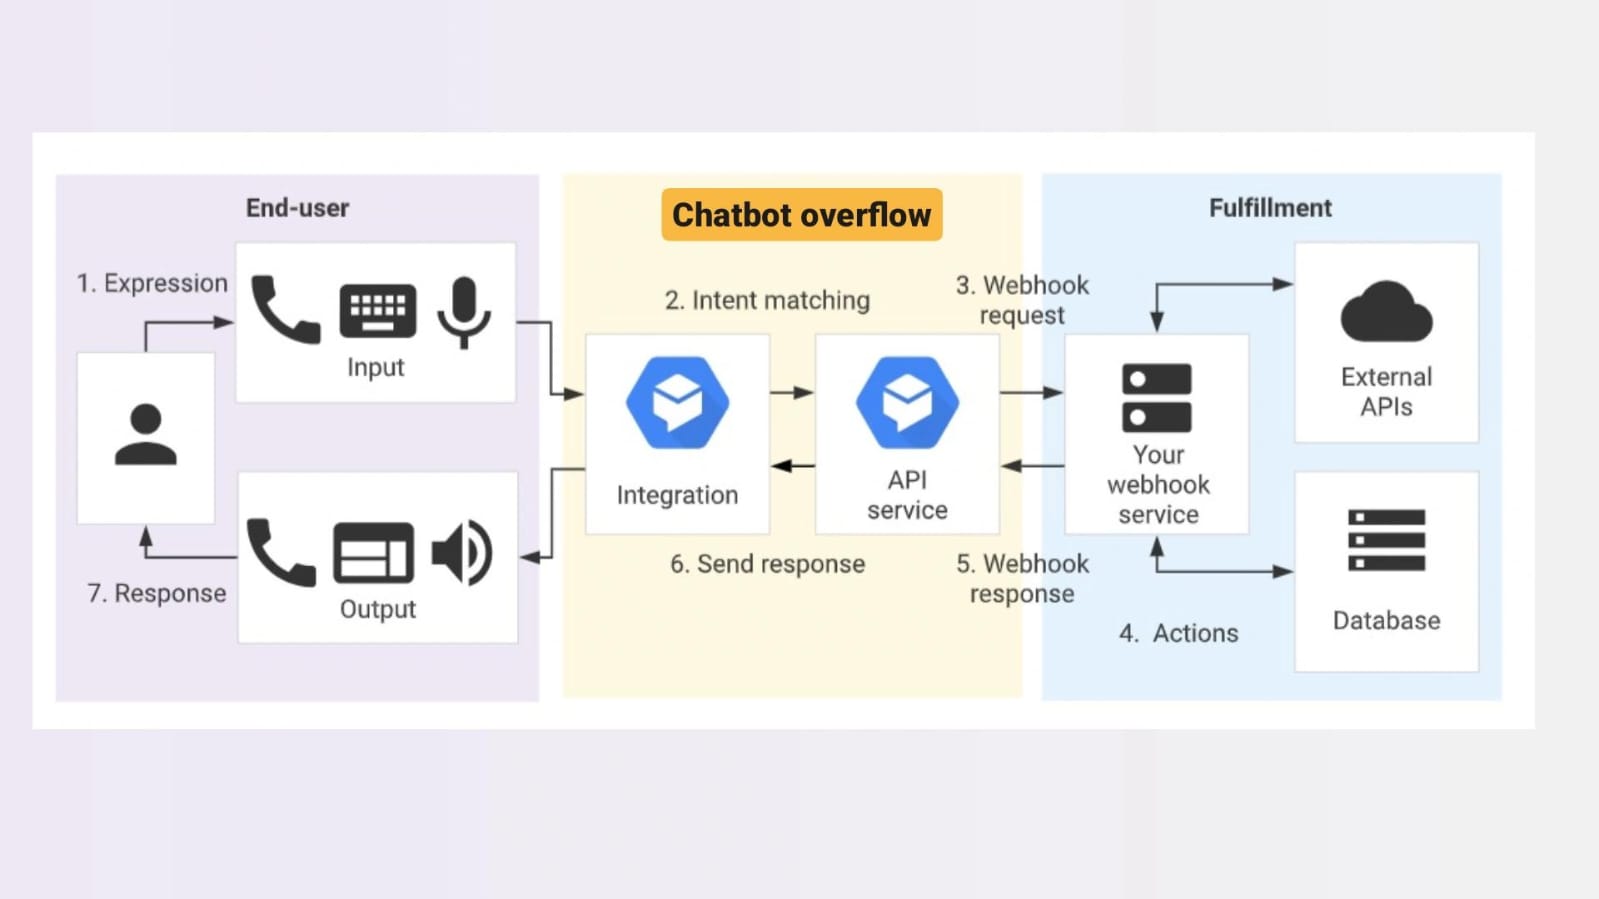 End-user
Chatbot overflow
Fulfillment
1. Expression
Input
2. Intent matching
3. Webhook
request
External
APIs
Integration
API
service
Your
webhook
service
6. Send response
5. Webhook
response
7. Response
Output
4. Actions
Database